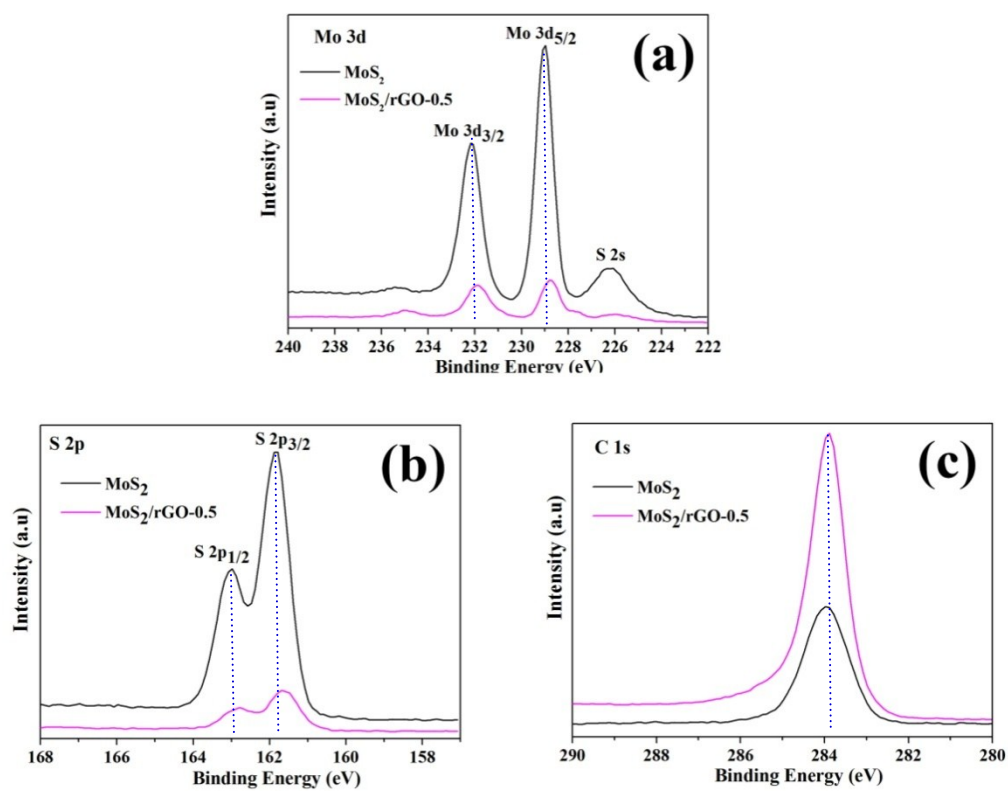 Mo 3d
Mo 3d5/2
(a)
MoS2
MoS2/rGO-0.5
Mo 3d3/2
S 2s
Intensity (a.u)
240 238 236 234 232 230 228 226 224 222
Binding Energy (eV)
S 2p
S 2p3/2
(b)
MoS2
MoS2/rGO-0.5
S 2p1/2
Intensity (a.u)
168 166 164 162 160 158
Binding Energy (eV)
C 1s
(c)
MoS2
MoS2/rGO-0.5
Intensity (a.u)
290 288 286 284 282 280
Binding Energy (eV)